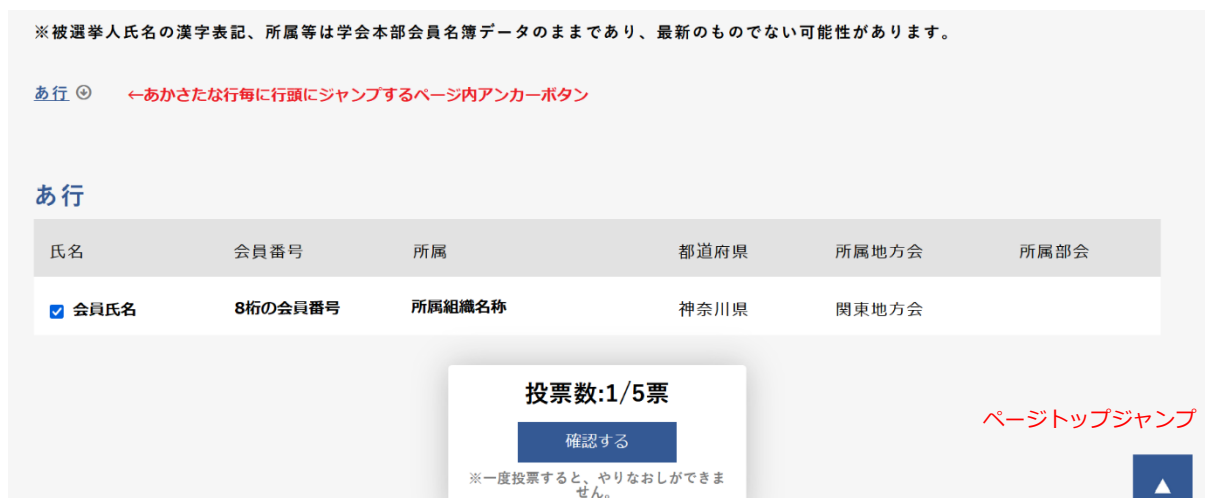 ※被選挙人氏名の漢字表記、所属等は学会本部会員名簿データのままであり、最新のものでない可能性があります。
あ行 ←あかさたな行毎に行頭にジャンプするページ内アンカーボタン
あ行
氏名 会員番号 所属 都道府県 所属地方会 所属部会
会員氏名 8桁の会員番号 所属組織名称 神奈川県 関東地方会
投票数:1/5票
確認する
ページトップジャンプ
※一度投票すると、やりなおしができま
せん。
▲